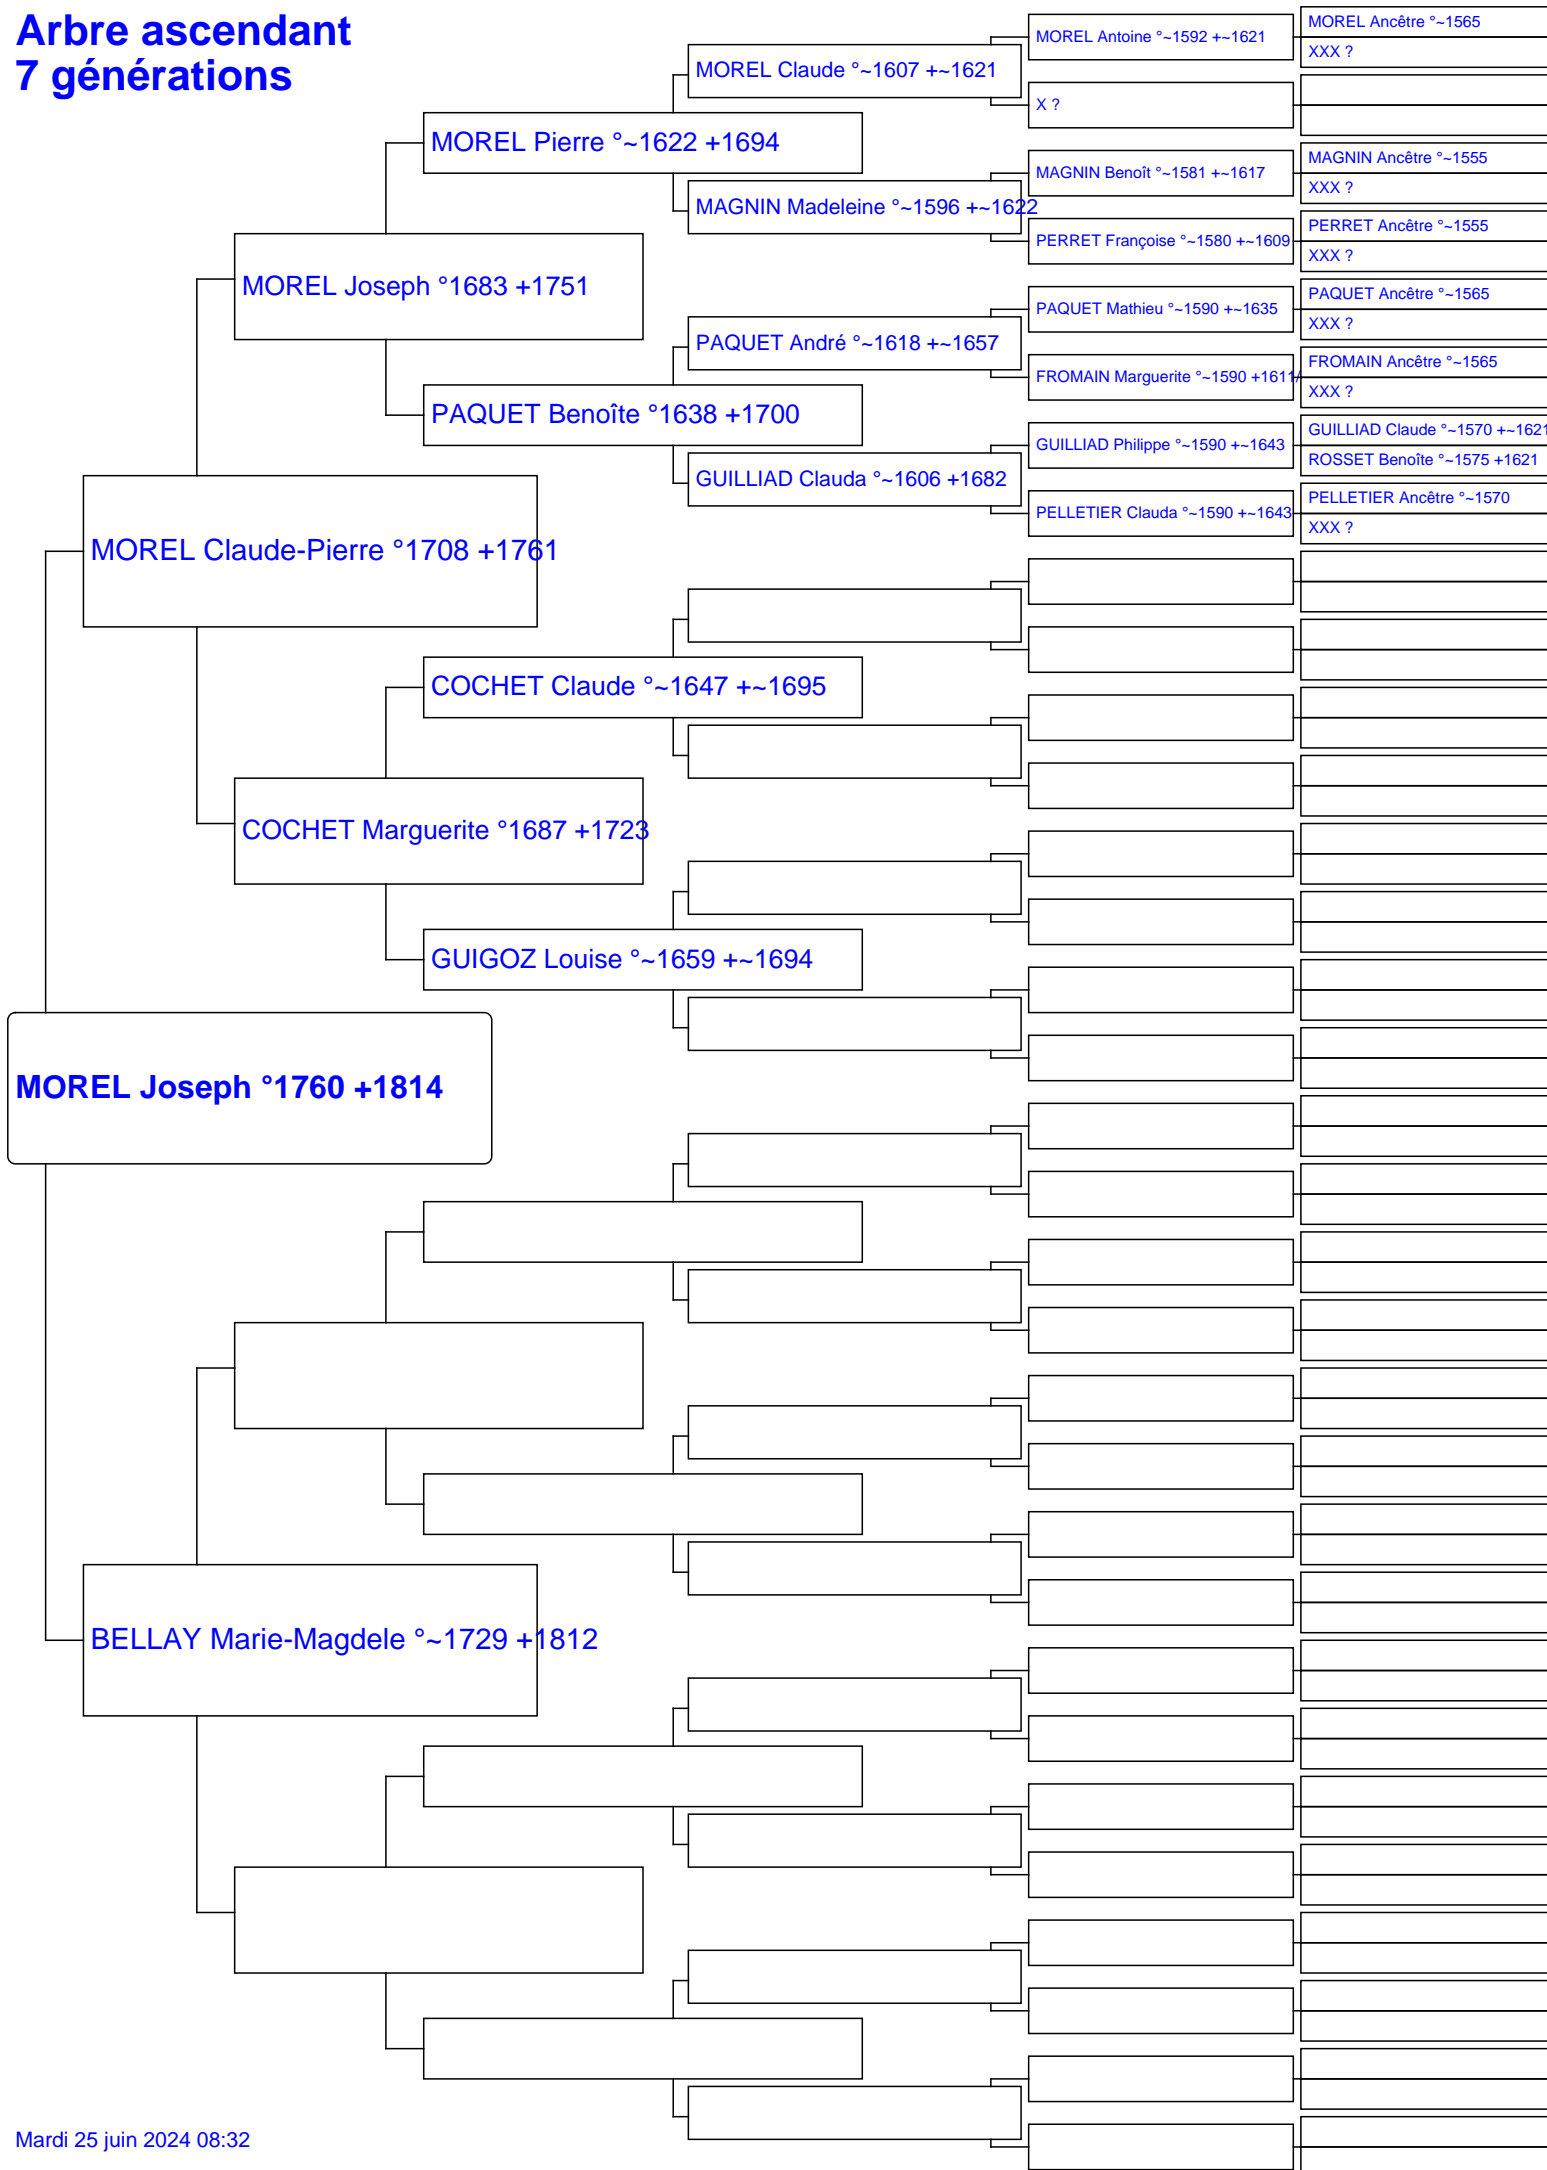 Arbre ascendant
7 générations
MOREL Joseph °1760 +1814
MOREL Claude-Pierre °1708 +1761
BELLAY Marie-Magdele °~1729 +1812
MOREL Joseph °1683 +1751
COCHET Marguerite °1687 +1723
MOREL Pierre °~1622 +1694
PAQUET Benoîte °1638 +1700
COCHET Claude °~1647 +~1695
GUIGOZ Louise °~1659 +~1694
MOREL Claude °~1607 +~1621
MAGNIN Madeleine °~1596 +~1622
PAQUET André °~1618 +~1657
GUILLIAD Clauda °~1606 +1682
MOREL Antoine °~1592 +~1621
X ?
MAGNIN Benoît °~1581 +~1617
PERRET Françoise °~1580 +~1609
PAQUET Mathieu °~1590 +~1635
FROMAIN Marguerite °~1590 +1611/
GUILLIAD Philippe °~1590 +~1643
PELLETIER Clauda °~1590 +~1643
MOREL Ancêtre °~1565
XXX ?
MAGNIN Ancêtre °~1555
XXX ?
PERRET Ancêtre °~1555
XXX ?
PAQUET Ancêtre °~1565
XXX ?
FROMAIN Ancêtre °~1565
XXX ?
GUILLIAD Claude °~1570 +~1621
ROSSET Benoîte °~1575 +1621
PELLETIER Ancêtre °~1570
XXX ?
Mardi 25 juin 2024 08:32